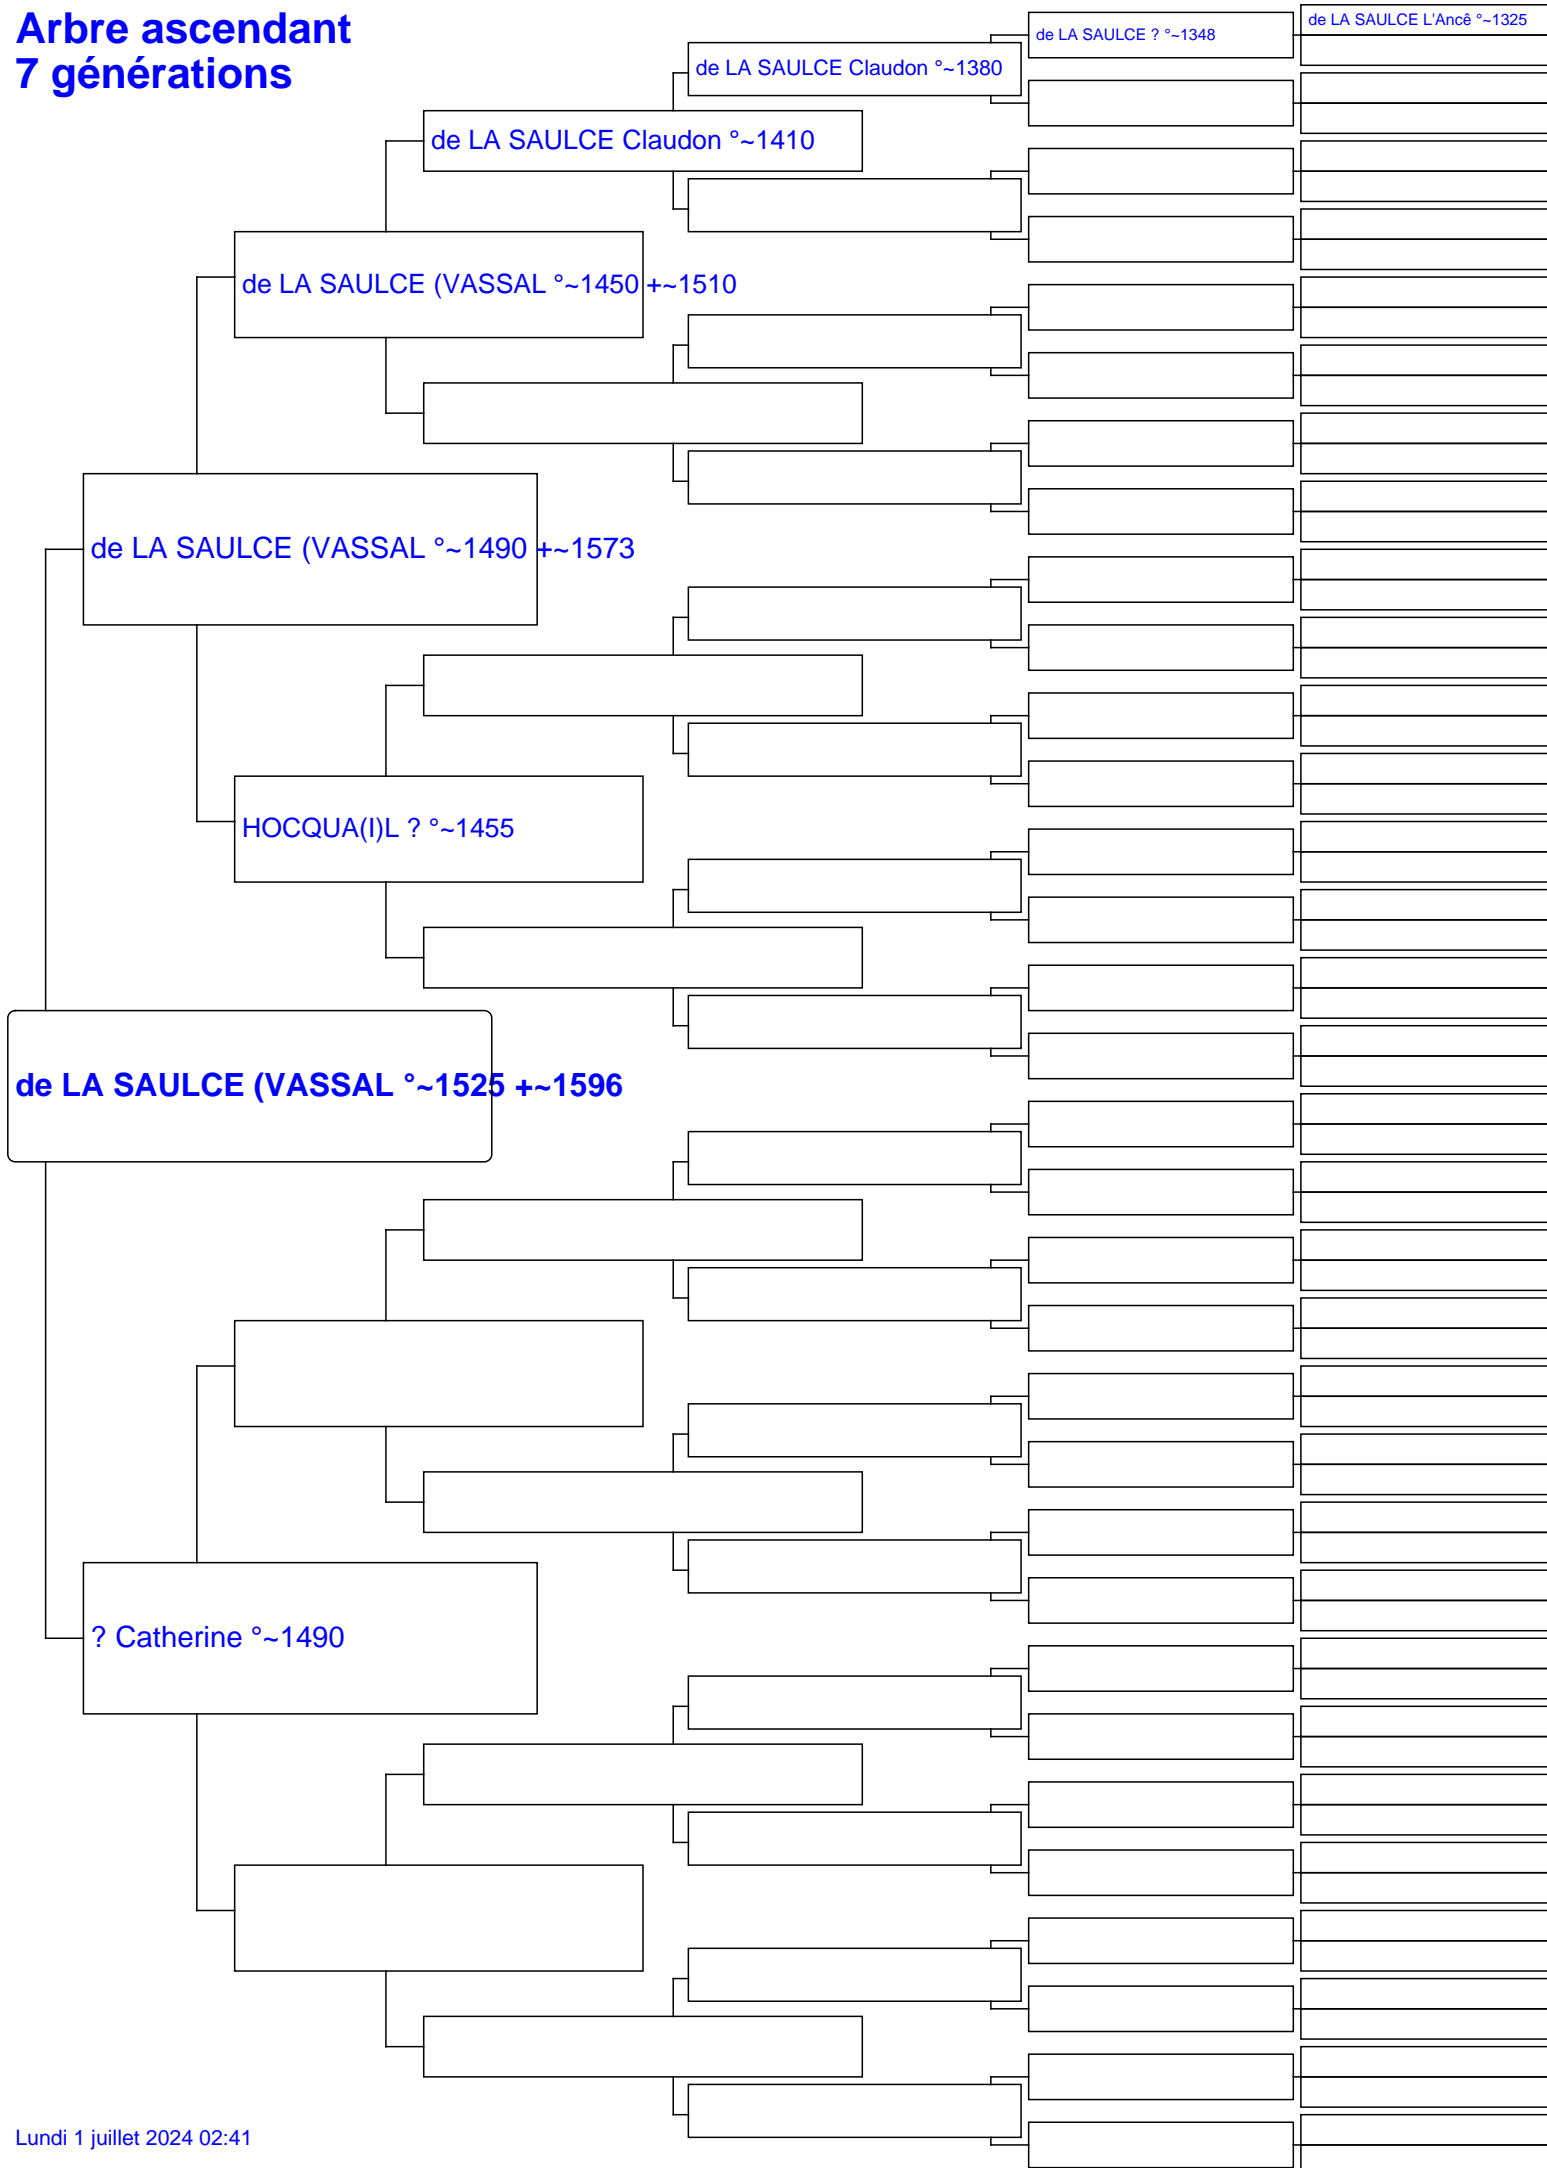 Arbre ascendant
7 générations
de LA SAULCE L'Ancê °~1325
de LA SAULCE ? °~1348
de LA SAULCE Claudon °~1380
de LA SAULCE Claudon °~1410
de LA SAULCE (VASSAL °~1450 +~1510
de LA SAULCE (VASSAL °~1490 +~1573
HOCQUA(I)L ? °~1455
de LA SAULCE (VASSAL °~1525 +~1596
? Catherine °~1490
Lundi 1 juillet 2024 02:41